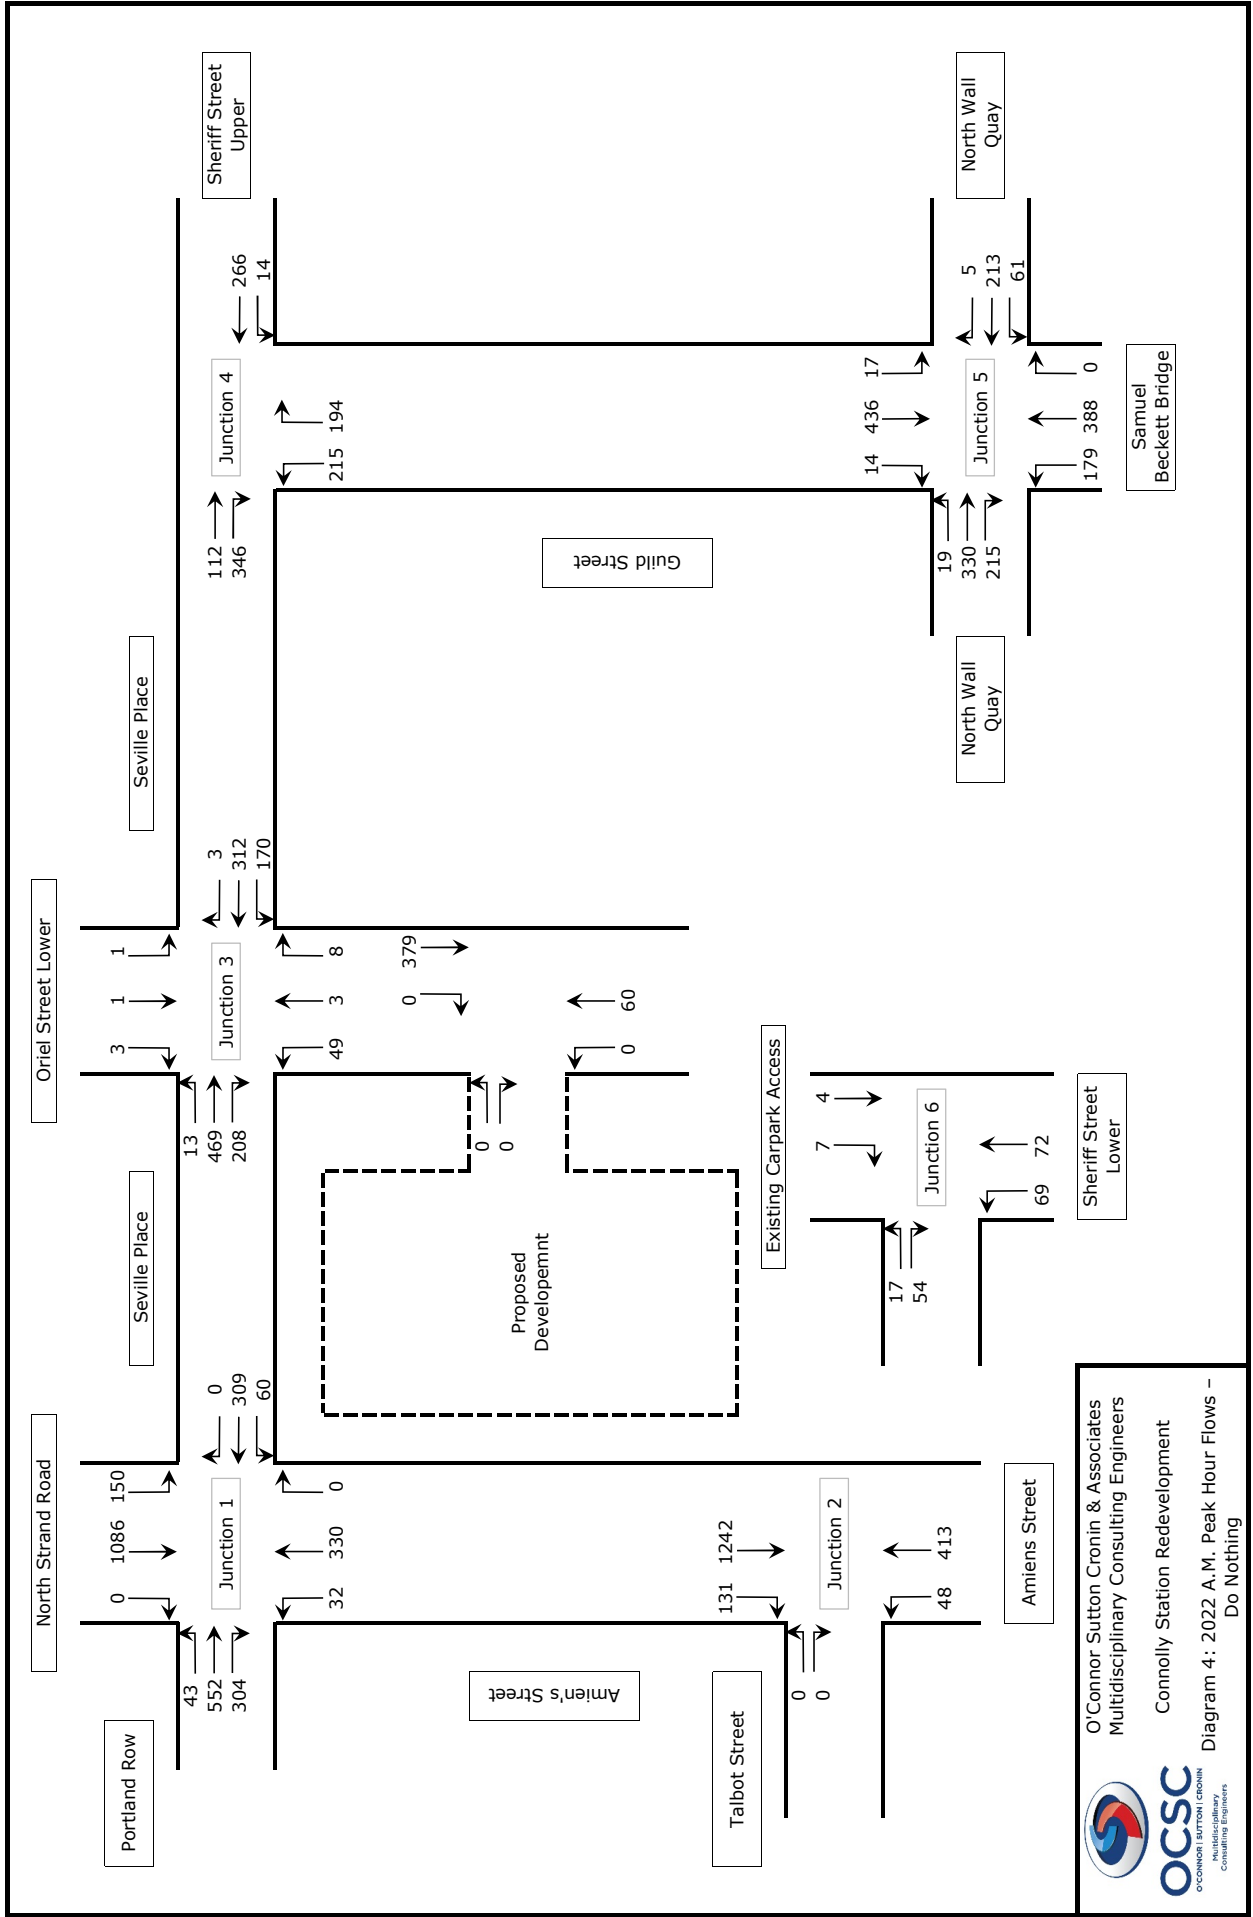 Sheriff Street
Upper
North Wall
Quay
266
14
5
213
61
Junction 4
194
215
112
346
17
436
14
Junction 5
0
388
179
Samuel
Beckett Bridge
19
330
215
Guild Street
North Wall
Quay
Seville Place
3
312
170
Oriel Street Lower
1
1
3
Junction 3
8
3
49
379
0
60
0
13
469
208
0
0
Existing Carpark Access
4
7
Junction 6
72
69
Sheriff Street
Lower
17
54
Seville Place
Proposed
Developemnt
0
309
60
North Strand Road
150
1086
0
Junction 1
0
330
32
43
552
304
Portland Row
Amien's Street
1242
131
Junction 2
413
48
Amiens Street
0
0
Talbot Street
O'Connor Sutton Cronin & Associates
Multidisciplinary Consulting Engineers
Connolly Station Redevelopment
Diagram 4: 2022 A.M. Peak Hour Flows –
Do Nothing
OCSC
O'CONNOR | SUTTON | CRONIN
Multidisciplinary
Consulting Engineers